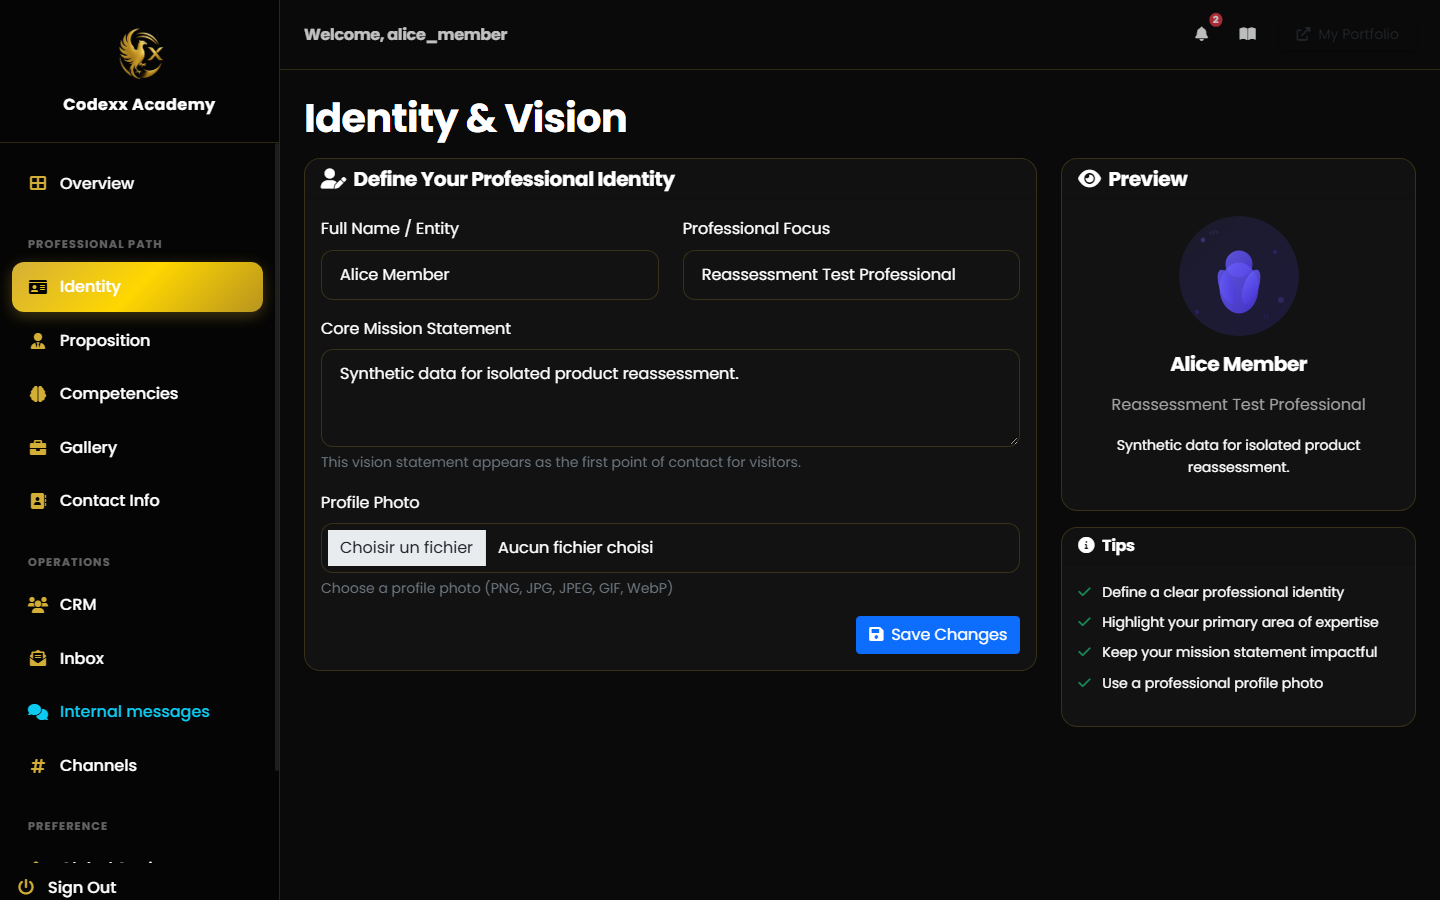 Codexx Academy
Overview
PROFESSIONAL PATH
Identity
Proposition
Competencies
Gallery
Contact Info
OPERATIONS
CRM
Inbox
Internal messages
Channels
PREFERENCE
Sign Out
Welcome, alice_member
2
My Portfolio
Identity & Vision
Define Your Professional Identity
Full Name / Entity
Professional Focus
Alice Member
Reassessment Test Professional
Core Mission Statement
Synthetic data for isolated product reassessment.
This vision statement appears as the first point of contact for visitors.
Profile Photo
Choisir un fichier
Aucun fichier choisi
Choose a profile photo (PNG, JPG, JPEG, GIF, WebP)
Save Changes
Preview
Alice Member
Reassessment Test Professional
Synthetic data for isolated product
reassessment.
Tips
Define a clear professional identity
Highlight your primary area of expertise
Keep your mission statement impactful
Use a professional profile photo